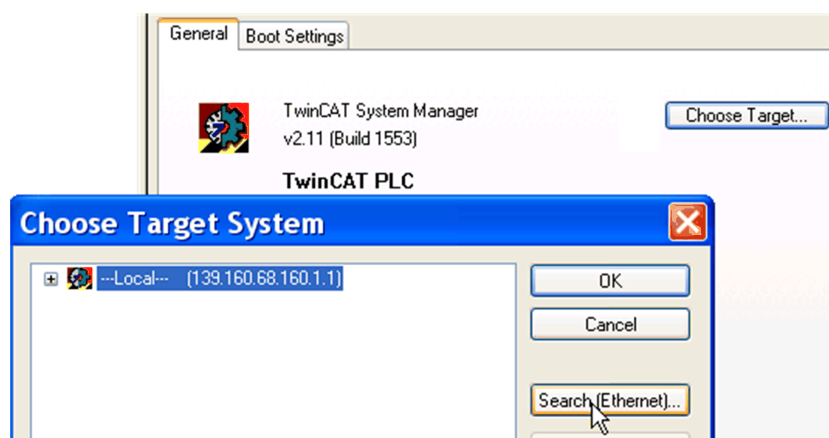 General Boot Settings
TwinCAT System Manager
Choose Target...
v2.11 (Build 1553)
TwinCAT PLC
Choose Target System
---Local--- (139.160.68.160.1.1)
OK
Cancel
Search (Ethernet)...